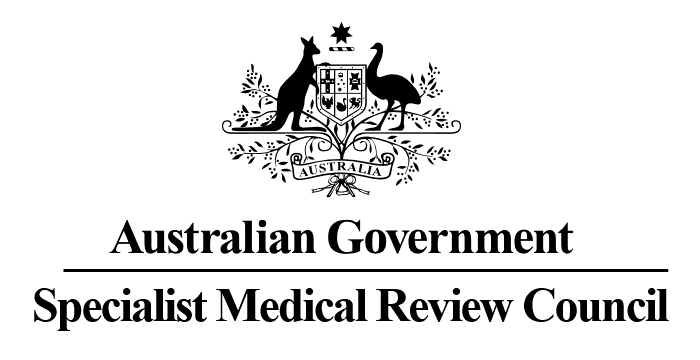 AUSTRALIA
Australian Government
Specialist Medical Review Council